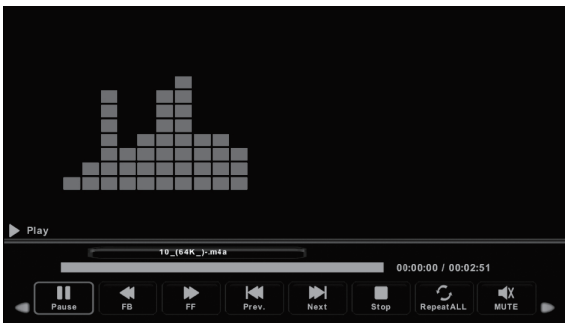 Play
10_(64K_)-.m4a
00:00:00 / 00:02:51
Pause FB FF Prev. Next Stop RepeatALL MUTE